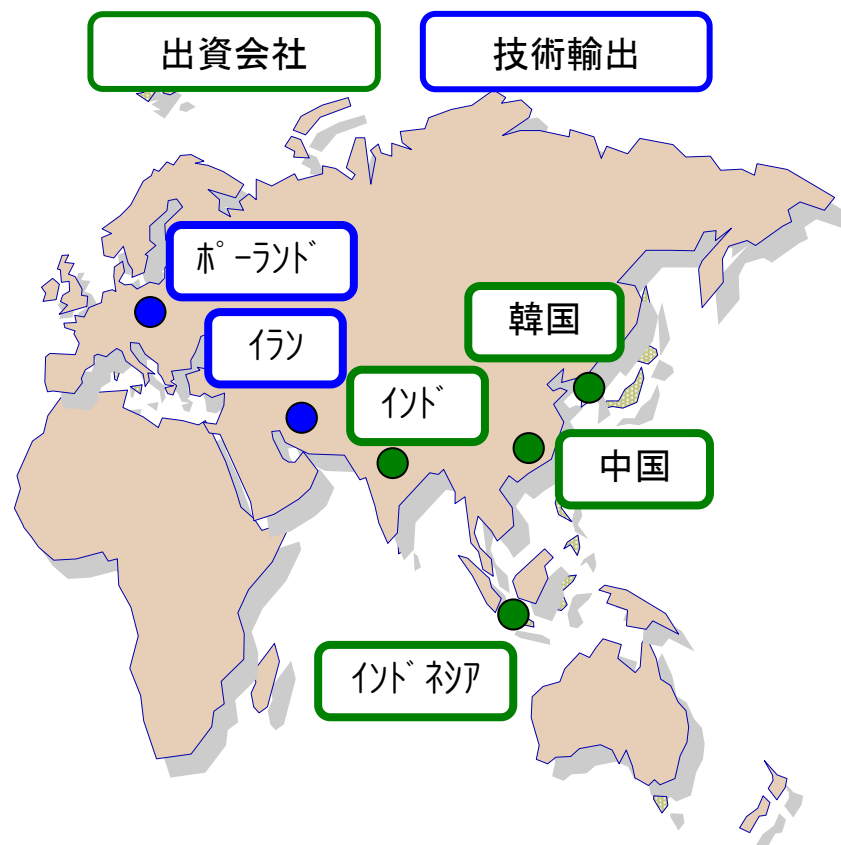 出資会社
技術輸出
ﾎﾟｰﾗﾝﾄﾞ
ｲﾗﾝ
韓国
ｲﾝﾄﾞ
中国
ｲﾝﾄﾞﾈｼｱ